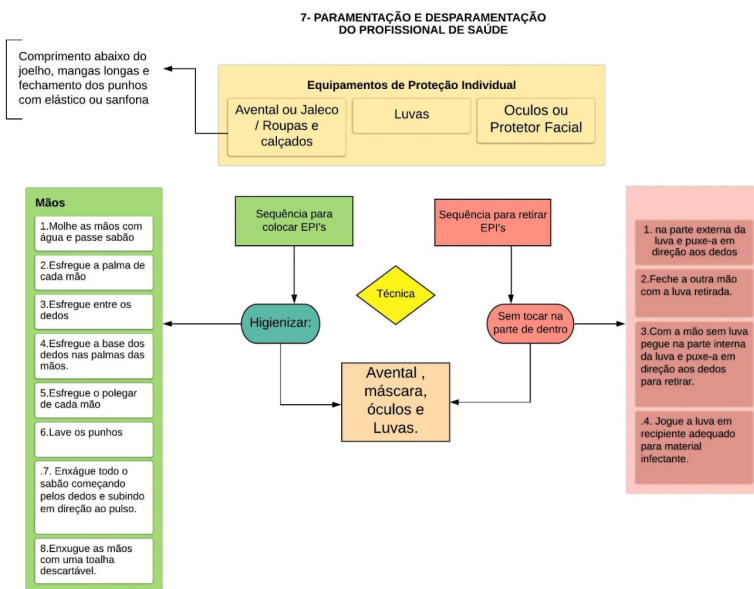 7- PARAMENTAÇÃO E DESPARAMENTAÇÃO
DO PROFISSIONAL DE SAÚDE
Comprimento abaixo do
joelho, mangas longas e
fechamento dos punhos
com elástico ou sanfona
Equipamentos de Proteção Individual
Avental ou Jaleco
/ Roupas e
calçados
Luvas
Oculos ou
Protetor Facial
Mãos
1.Molhe as mãos com
água e passe sabão
2.Esfregue a palma de
cada mão
3.Esfregue entre os
dedos
4.Esfregue a base dos
dedos nas palmas das
mãos.
5.Esfregue o polegar
de cada mão
6.Lave os punhos
.7. Enxágue todo o
sabão começando
pelos dedos e subindo
em direção ao pulso.
8.Enxugue as mãos
com uma toalha
descartável.
Sequência para
colocar EPI's
Sequência para retirar
EPI's
Técnica
Higienizar:
Sem tocar na
parte de dentro
Avental ,
máscara,
óculos e
Luvas.
1. na parte externa da
luva e puxe-a em
direção aos dedos
2.Feche a outra mão
com a luva retirada.
3.Com a mão sem luva
pegue na parte interna
da luva e puxe-a em
direção aos dedos
para retirar.
.4. Jogue a luva em
recipiente adequado
para material
infectante.